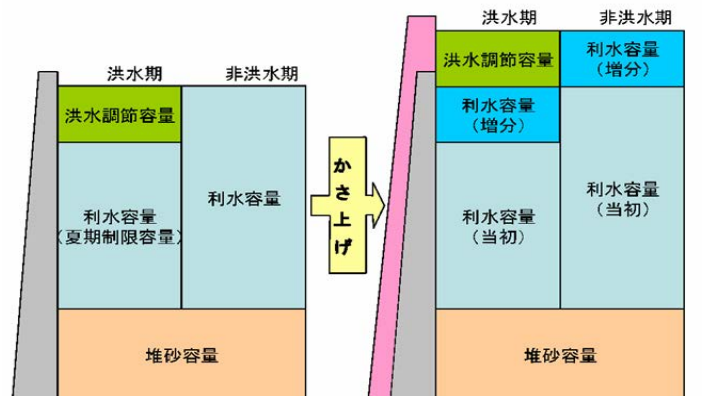 洪水期
非洪水期
洪水調節容量
利水容量
(夏期制限容量)
利水容量
堆砂容量
かさ上げ
洪水期
非洪水期
洪水調節容量
利水容量
(増分)
利水容量
(増分)
利水容量
(当初)
利水容量
(当初)
堆砂容量